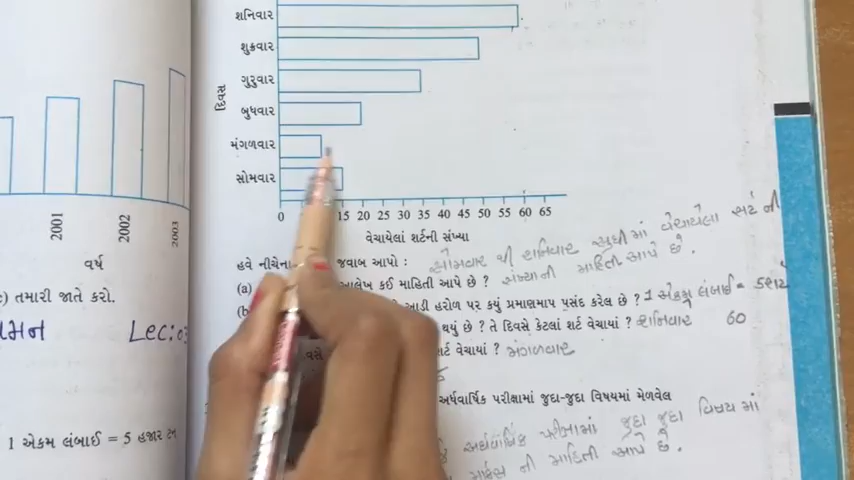 શનિવાર
શુક્રવાર
ગુરુવાર
બુધવાર
મંગળવાર
સોમવાર
દિવસ
0 15 20 25 30 35 40 45 50 55 60 65
વેચાયેલાં શર્ટની સંખ્યા
2001 2002 2003
વર્ષ
c) તમારી જાતે કરો.
Lec:
1 એકમ લંબાઈ = 5 હજાર
હવે નીચેના જવાબ આપો :
સોમવાર થી શનિવાર સુધીમાં વેચાયેલા શર્ટ ની
(a) આલેખ કઈ માહિતી આપે છે ? સંખ્યાની માહિતી આપે છે.
(b) આડી હરોળ પર કયું પ્રમાણમાપ પસંદ કરેલ છે ? 1 એકમ લંબાઈ = 5 શર્ટ
થયું છે ? તે દિવસે કેટલાં શર્ટ વેચાયાં ? શનિવારે 60
શર્ટ વેચાયાં ? મંગળવાર
અર્ધવાર્ષિક પરીક્ષામાં જુદા-જુદા વિષયમાં મેળવેલ
અર્ધવાર્ષિક પરીક્ષામાં જુદા જુદા વિષય માં
માર્ક્સ ની માહિતી આપે છે.